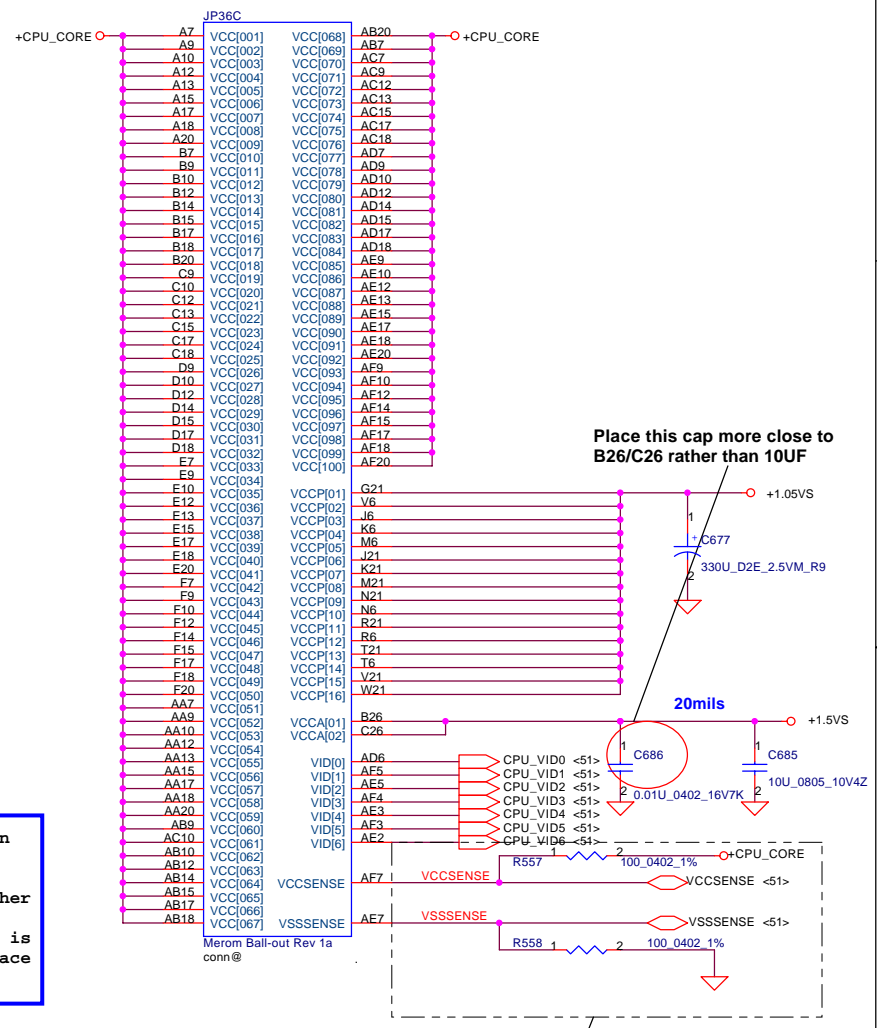 JP36C
+CPU_CORE A7 VCC[001] VCC[068] AB20 +CPU_CORE
A9 VCC[002] VCC[069] AB7
A10 VCC[003] VCC[070] AC7
A12 VCC[004] VCC[071] AC9
A13 VCC[005] VCC[072] AC12
A15 VCC[006] VCC[073] AC13
A17 VCC[007] VCC[074] AC15
A18 VCC[008] VCC[075] AC17
A20 VCC[009] VCC[076] AC18
B7 VCC[010] VCC[077] AD7
B9 VCC[011] VCC[078] AD9
B10 VCC[012] VCC[079] AD10
B12 VCC[013] VCC[080] AD12
B14 VCC[014] VCC[081] AD14
B15 VCC[015] VCC[082] AD15
B17 VCC[016] VCC[083] AD17
B18 VCC[017] VCC[084] AD18
B20 VCC[018] VCC[085] AE9
C9 VCC[019] VCC[086] AE10
C10 VCC[020] VCC[087] AE12
C12 VCC[021] VCC[088] AE13
C13 VCC[022] VCC[089] AE15
C15 VCC[023] VCC[090] AE17
C17 VCC[024] VCC[091] AE18
C18 VCC[025] VCC[092] AE20
D9 VCC[026] VCC[093] AF9
D10 VCC[027] VCC[094] AF10
D12 VCC[028] VCC[095] AF12
D14 VCC[029] VCC[096] AF14
D15 VCC[030] VCC[097] AF15
D17 VCC[031] VCC[098] AF17
D18 VCC[032] VCC[099] AF18
E7 VCC[033] VCC[100] AF20
Place this cap more close to
B26/C26 rather than 10UF
E9 VCC[034]
E10 VCC[035] VCCP[01] G21 +1.05VS
E12 VCC[036] VCCP[02] V6
E13 VCC[037] VCCP[03] J6
E15 VCC[038] VCCP[04] K6
E17 VCC[039] VCCP[05] M6
E18 VCC[040] VCCP[06] J21
E20 VCC[041] VCCP[07] K21
F7 VCC[042] VCCP[08] M21
F9 VCC[043] VCCP[09] N21
F10 VCC[044] VCCP[10] N6
F12 VCC[045] VCCP[11] R21
F14 VCC[046] VCCP[12] R6
F15 VCC[047] VCCP[13] T21
F17 VCC[048] VCCP[14] T6
F18 VCC[049] VCCP[15] V21
F20 VCC[050] VCCP[16] W21
1
+ C677
330U_D2E_2.5VM_R9
2
AA7 VCC[051]
20mils
AA9 VCC[052] VCCA[01] B26 +1.5VS
AA10 VCC[053] VCCA[02] C26
AA12 VCC[054]
AA13 VCC[055] VID[0] AD6 CPU_VID0 <51>
AA15 VCC[056] VID[1] AF5 CPU_VID1 <51>
AA17 VCC[057] VID[2] AE5 CPU_VID2 <51>
AA18 VCC[058] VID[3] AF4 CPU_VID3 <51>
AA20 VCC[059] VID[4] AE3 CPU_VID4 <51>
AB9 VCC[060] VID[5] AF3 CPU_VID5 <51>
AC10 VCC[061] VID[6] AE2 CPU_VID6 <51>
1
C686
2 0.01U_0402_16V7K
1
C685
10U_0805_10V4Z
2
AB10 VCC[062]
AB12 VCC[063]
R557 1 2 100_0402_1% +CPU_CORE
AB14 VCC[064] VCCSENSE AF7 VCCSENSE VCCSENSE <51>
AB15 VCC[065]
AB17 VCC[066]
AB18 VCC[067] VSSSENSE AE7 VSSSENSE VSSSENSE <51>
R558 1 2 100_0402_1%
Merom Ball-out Rev 1a
conn@
.
n
her
is
ace